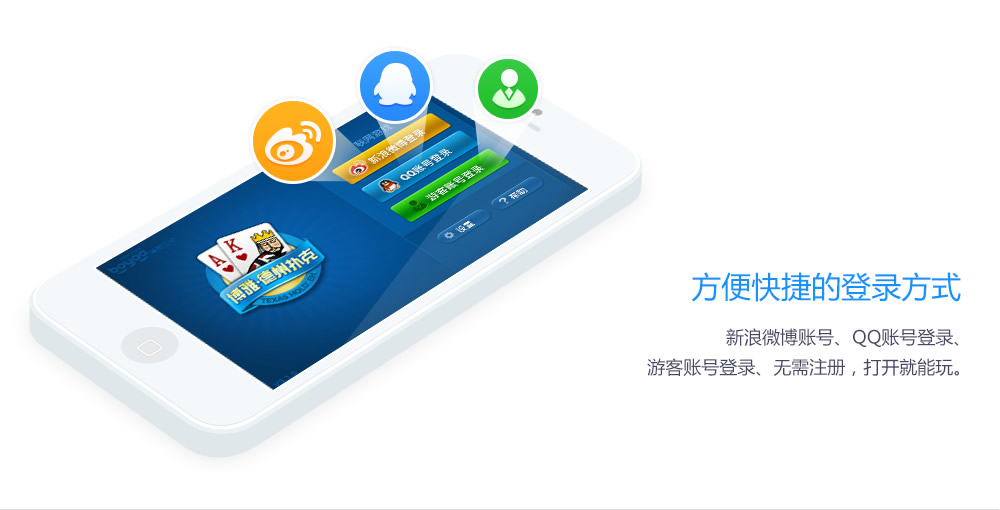 新浪微博登录
QQ账号登录
游客账号登录
设置
? 帮助
A K
博雅·德州扑克
方便快捷的登录方式
新浪微博账号、QQ账号登录、
游客账号登录、无需注册，打开就能玩。